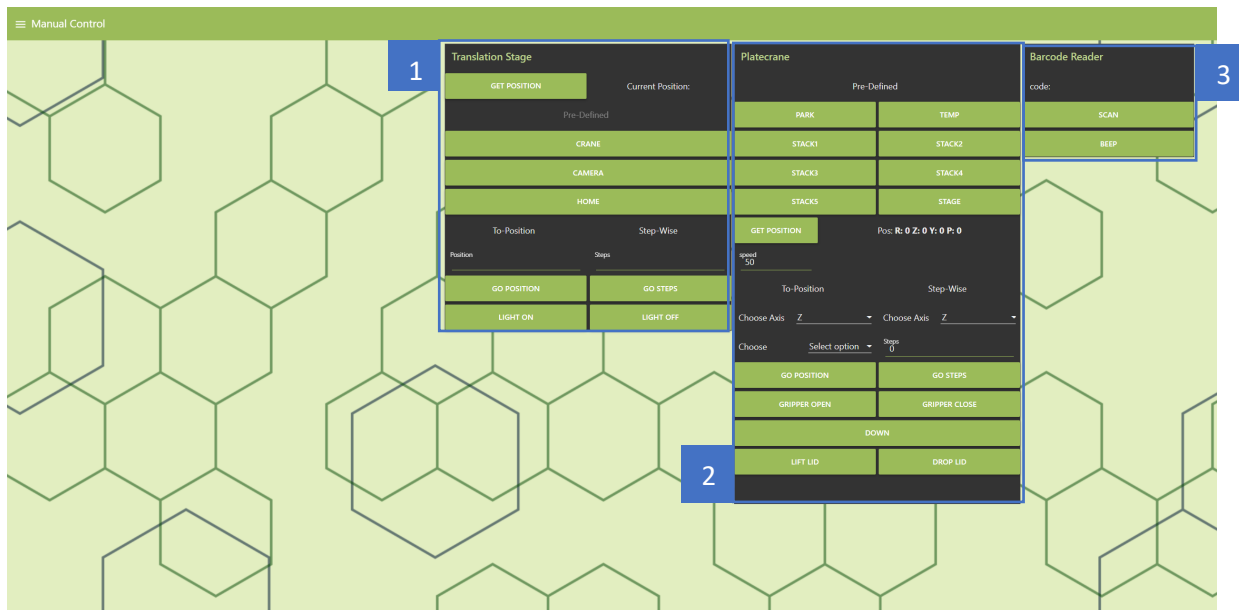 ≡ Manual Control
1
Translation Stage
GET POSITION Current Position:
Pre-Defined
CRANE
CAMERA
HOME
To-Position Step-Wise
Position Steps
GO POSITION GO STEPS
LIGHT ON LIGHT OFF
2
Platecrane
Pre-Defined
PARK TEMP
STACK1 STACK2
STACK3 STACK4
STACK5 STAGE
GET POSITION Pos: R: 0 Z: 0 Y: 0 P: 0
speed
50
To-Position Step-Wise
Choose Axis Z Choose Axis Z
Choose Select option Steps
0
GO POSITION GO STEPS
GRIPPER OPEN GRIPPER CLOSE
DOWN
LIFT LID DROP LID
3
Barcode Reader
code:
SCAN
BEEP